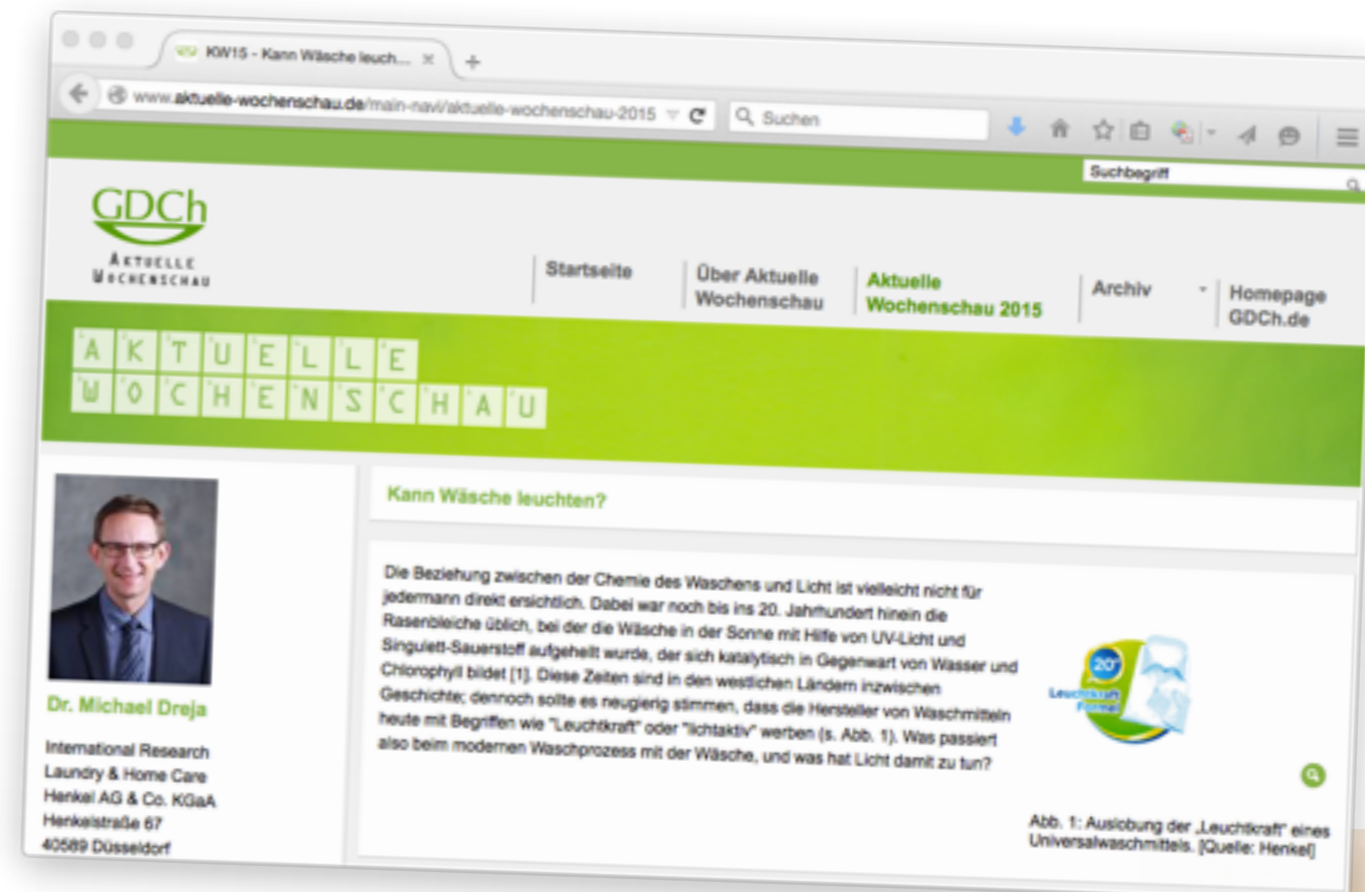 KW15 - Kann Wäsche leuch...
www.aktuelle-wochenschau.de/main-navi/aktuelle-wochenschau-2015
Suchen
Suchbegriff
GDCh
AKTUELLE
WOCHENSCHAU
Startseite
Über Aktuelle
Wochenschau
Aktuelle
Wochenschau 2015
Archiv
Homepage
GDCh.de
AKTUELLE
WOCHENSCHAU
Kann Wäsche leuchten?
Die Beziehung zwischen der Chemie des Waschens und Licht ist vielleicht nicht für
jedermann direkt ersichtlich. Dabei war noch bis ins 20. Jahrhundert hinein die
Rasenbleiche üblich, bei der die Wäsche in der Sonne mit Hilfe von UV-Licht und
Singulett-Sauerstoff aufgehellt wurde, der sich katalytisch in Gegenwart von Wasser und
Chlorophyll bildet [1]. Diese Zeiten sind in den westlichen Ländern inzwischen
Geschichte; dennoch sollte es neugierig stimmen, dass die Hersteller von Waschmitteln
heute mit Begriffen wie "Leuchtkraft" oder "lichtaktiv" werben (s. Abb. 1). Was passiert
also beim modernen Waschprozess mit der Wäsche, und was hat Licht damit zu tun?
20°
Leuchtkraft
Formel
Abb. 1: Auslobung der „Leuchtkraft" eines
Universalwaschmittels. [Quelle: Henkel]
Dr. Michael Dreja
International Research
Laundry & Home Care
Henkel AG & Co. KGaA
Henkelstraße 67
40589 Düsseldorf